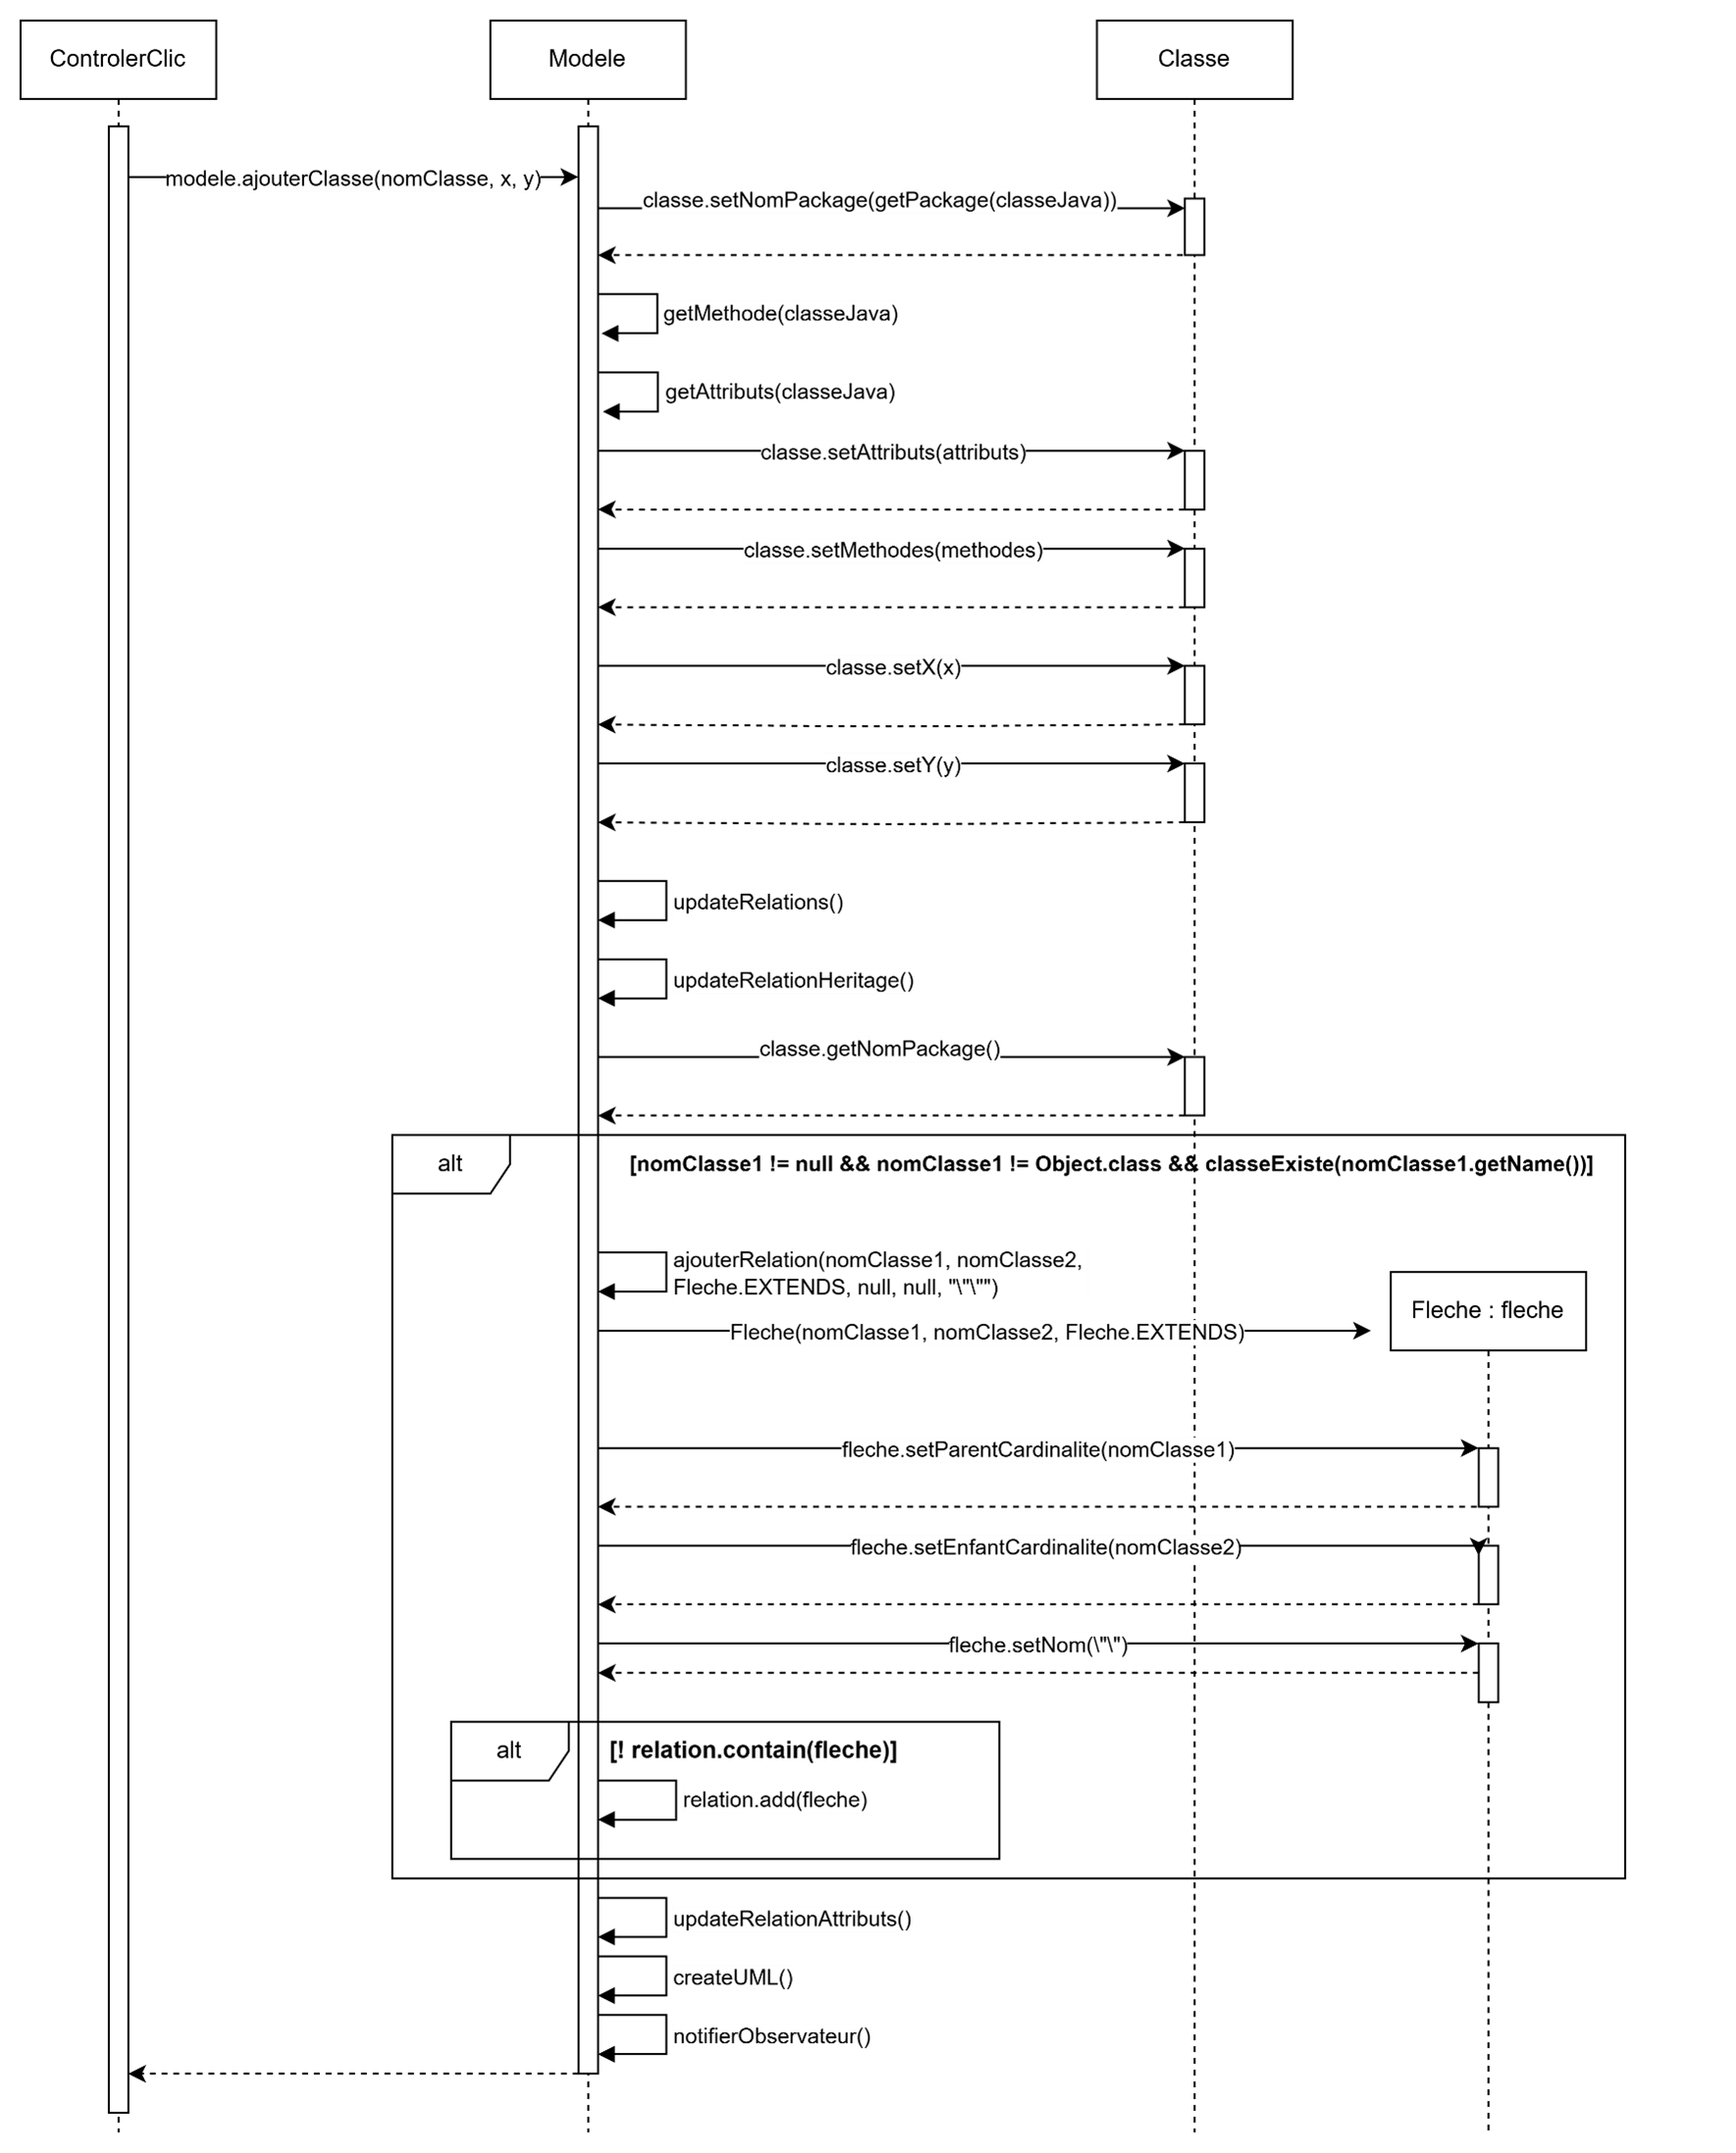 ControlerClic
Modele
Classe
modele.ajouterClasse(nomClasse, x, y)
classe.setNomPackage(getPackage(classeJava))
getMethode(classeJava)
getAttributs(classeJava)
classe.setAttributs(attributs)
classe.setMethodes(methodes)
classe.setX(x)
classe.setY(y)
updateRelations()
updateRelationHeritage()
classe.getNomPackage()
alt
[nomClasse1 != null && nomClasse1 != Object.class && classeExiste(nomClasse1.getName())]
ajouterRelation(nomClasse1, nomClasse2,
Fleche.EXTENDS, null, null, "\"\"")
Fleche : fleche
Fleche(nomClasse1, nomClasse2, Fleche.EXTENDS)
fleche.setParentCardinalite(nomClasse1)
fleche.setEnfantCardinalite(nomClasse2)
fleche.setNom(\"\")
alt
[! relation.contain(fleche)]
relation.add(fleche)
updateRelationAttributs()
createUML()
notifierObservateur()